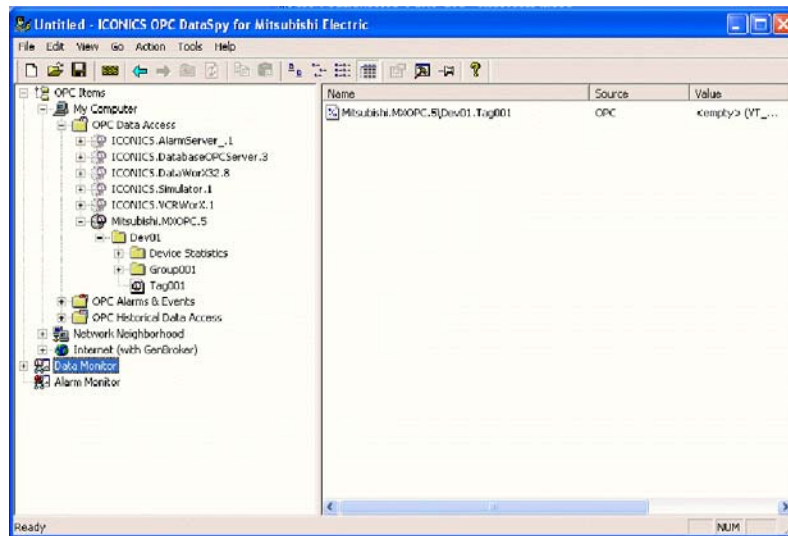 Untitled - ICONICS OPC DataSpy for Mitsubishi Electric
File Edit View Go Action Tools Help
OPC Items
My Computer
OPC Data Access
ICONICS.AlarmServer_.1
ICONICS.DatabaseOPCServer.3
ICONICS.DataWorX32.8
ICONICS.Simulator.1
ICONICS.VCRWorX.1
Mitsubishi.MXOPC.5
Dev01
Device Statistics
Group001
Tag001
OPC Alarms & Events
OPC Historical Data Access
Network Neighborhood
Internet (with GenBroker)
Data Monitor
Alarm Monitor
Name Source Value
Mitsubishi.MXOPC.5\Dev01.Tag001 OPC <empty> (VT_...
Ready NUM